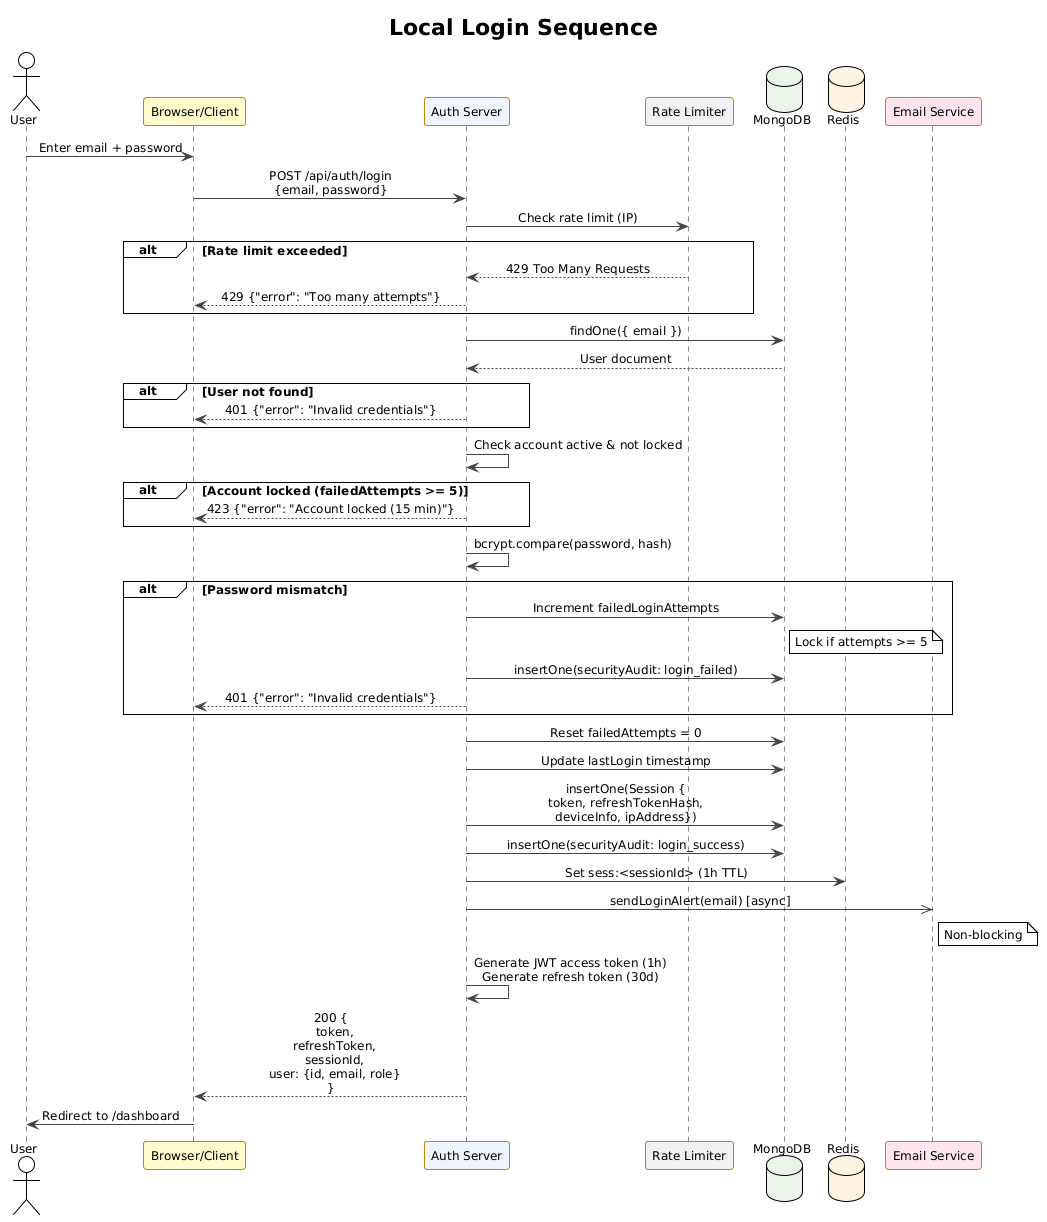 Local Login Sequence
User
Browser/Client
Auth Server
Rate Limiter
MongoDB
Redis
Email Service
Enter email + password
POST /api/auth/login
{email, password}
Check rate limit (IP)
alt
[Rate limit exceeded]
429 Too Many Requests
429 {"error": "Too many attempts"}
findOne({ email })
User document
alt
[User not found]
401 {"error": "Invalid credentials"}
Check account active & not locked
alt
[Account locked (failedAttempts >= 5)]
423 {"error": "Account locked (15 min)"}
bcrypt.compare(password, hash)
alt
[Password mismatch]
Increment failedLoginAttempts
Lock if attempts >= 5
insertOne(securityAudit: login_failed)
401 {"error": "Invalid credentials"}
Reset failedAttempts = 0
Update lastLogin timestamp
insertOne(Session {
token, refreshTokenHash,
deviceInfo, ipAddress})
insertOne(securityAudit: login_success)
Set sess:<sessionId> (1h TTL)
sendLoginAlert(email) [async]
Non-blocking
Generate JWT access token (1h)
Generate refresh token (30d)
200 {
token,
refreshToken,
sessionId,
user: {id, email, role}
}
Redirect to /dashboard
User
Browser/Client
Auth Server
Rate Limiter
MongoDB
Redis
Email Service